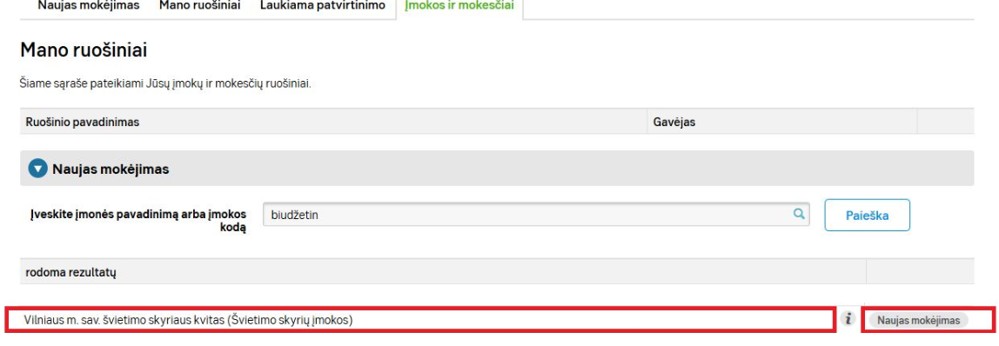 Naujas mokėjimas Mano ruošiniai Laukiama patvirtinimo Įmokos ir mokesčiai
Mano ruošiniai
Šiame sąraše pateikiami Jūsų įmokų ir mokesčių ruošiniai.
Ruošinio pavadinimas Gavėjas
Naujas mokėjimas
Įveskite įmonės pavadinimą arba įmokos
kodą
biudžetin
Paieška
rodoma rezultatų
Vilniaus m. sav. švietimo skyriaus kvitas (Švietimo skyrių įmokos) i Naujas mokėjimas